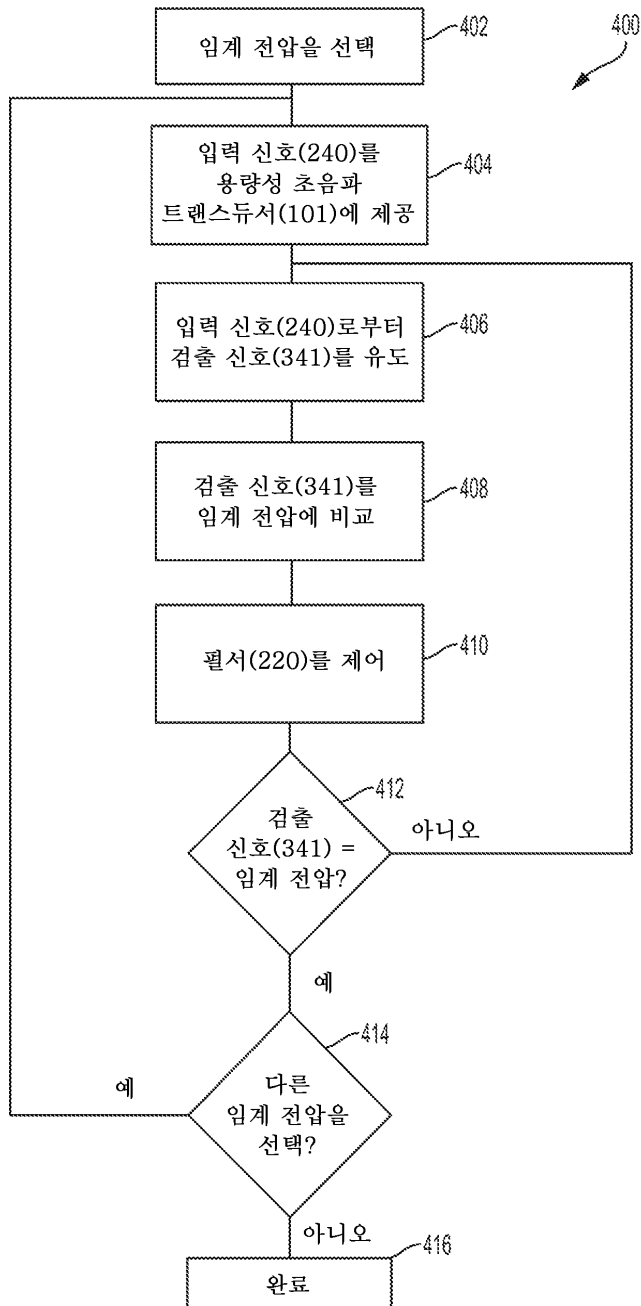 400
임계 전압을 선택
402
입력 신호(240)를
용량성 초음파
트랜스듀서(101)에 제공
404
입력 신호(240)로부터
검출 신호(341)를 유도
406
검출 신호(341)를
임계 전압에 비교
408
펄서(220)를 제어
410
412
검출
신호(341) =
임계 전압?
아니오
예
414
다른
임계 전압을
선택?
예
아니오
416
완료